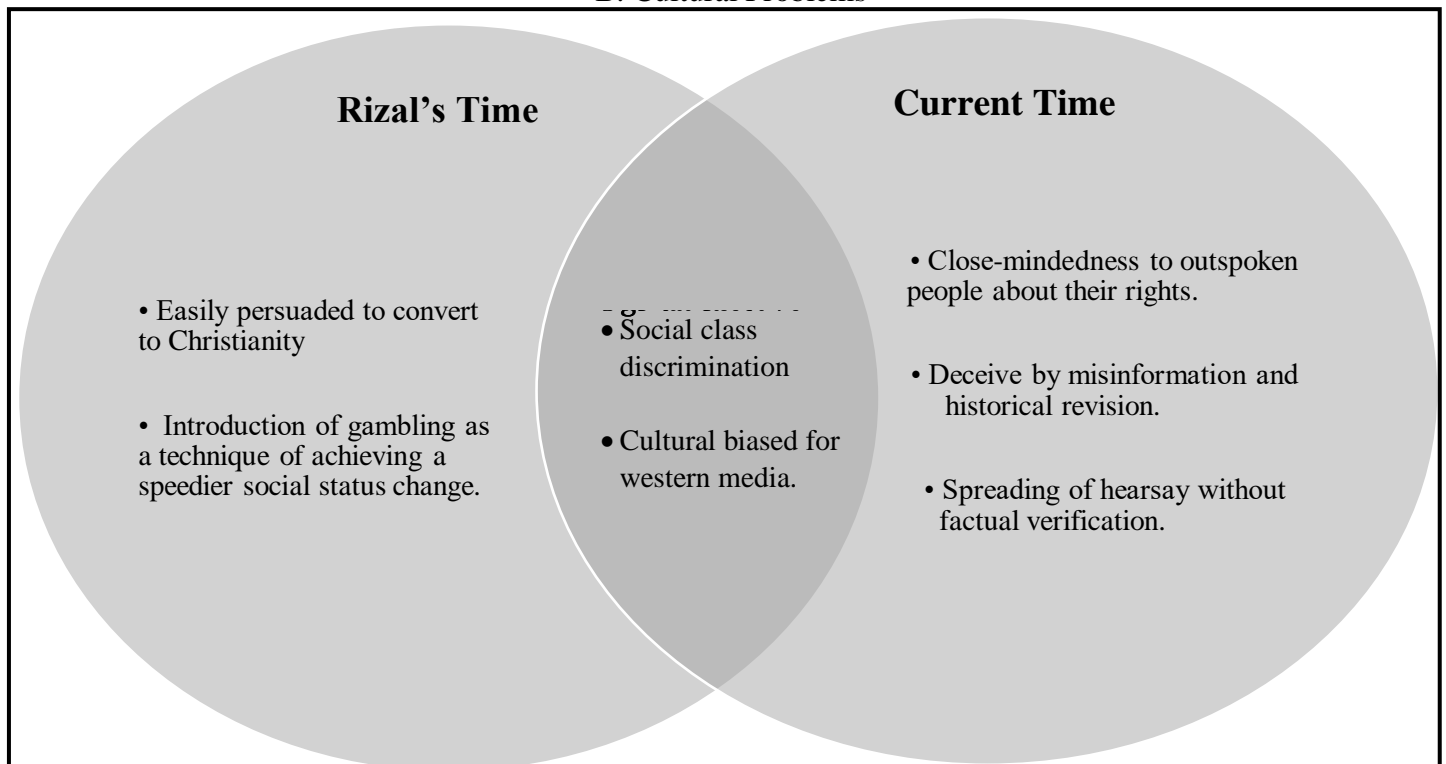 Rizal's Time
• Easily persuaded to convert
to Christianity
• Introduction of gambling as
a technique of achieving a
speedier social status change.
• Social class
discrimination
• Cultural biased for
western media.
Current Time
• Close-mindedness to outspoken
people about their rights.
• Deceive by misinformation and
historical revision.
• Spreading of hearsay without
factual verification.